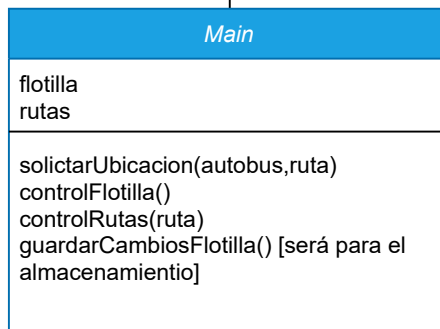 Main
flotilla
rutas
solictarUbicacion(autobus,ruta)
controlFlotilla()
controlRutas(ruta)
guardarCambiosFlotilla() [será para el
almacenamientio]